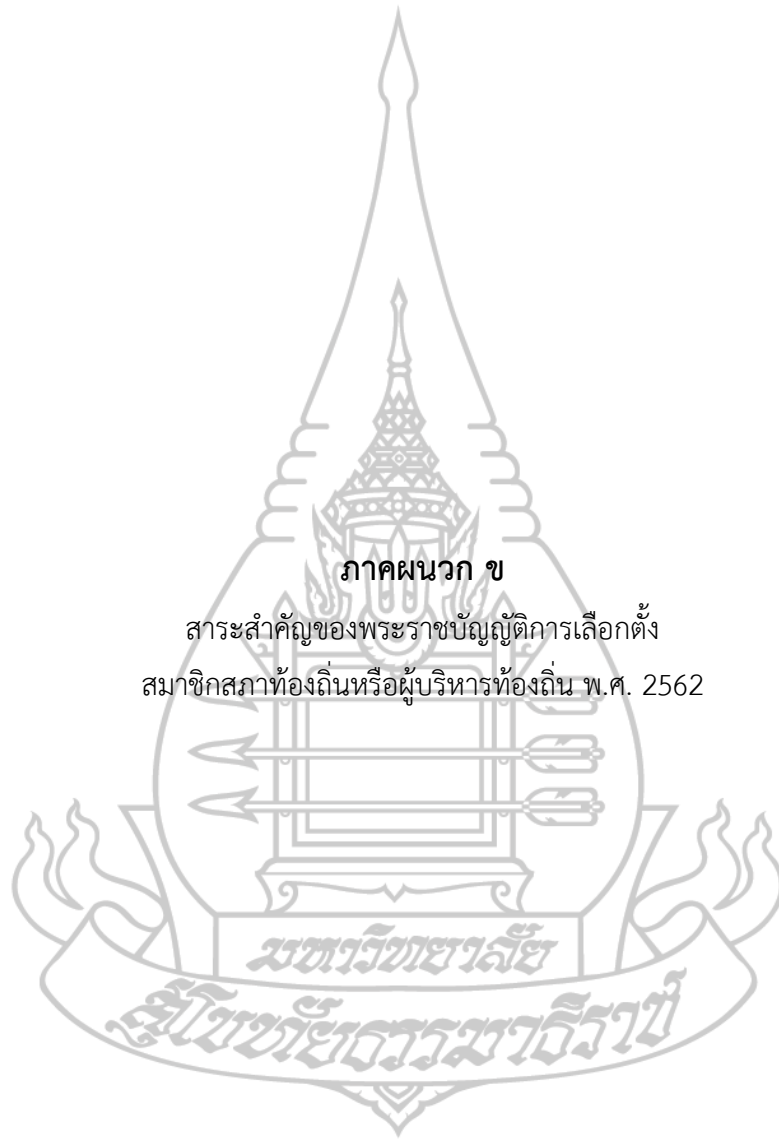 ภาคผนวก ข
สาระสำคัญของพระราชบัญญัติการเลือกตั้ง
สมาชิกสภาท้องถิ่นหรือผู้บริหารท้องถิ่น พ.ศ. 2562
มหาวิทยาลัย
สุโขทัยธรรมาธิราช